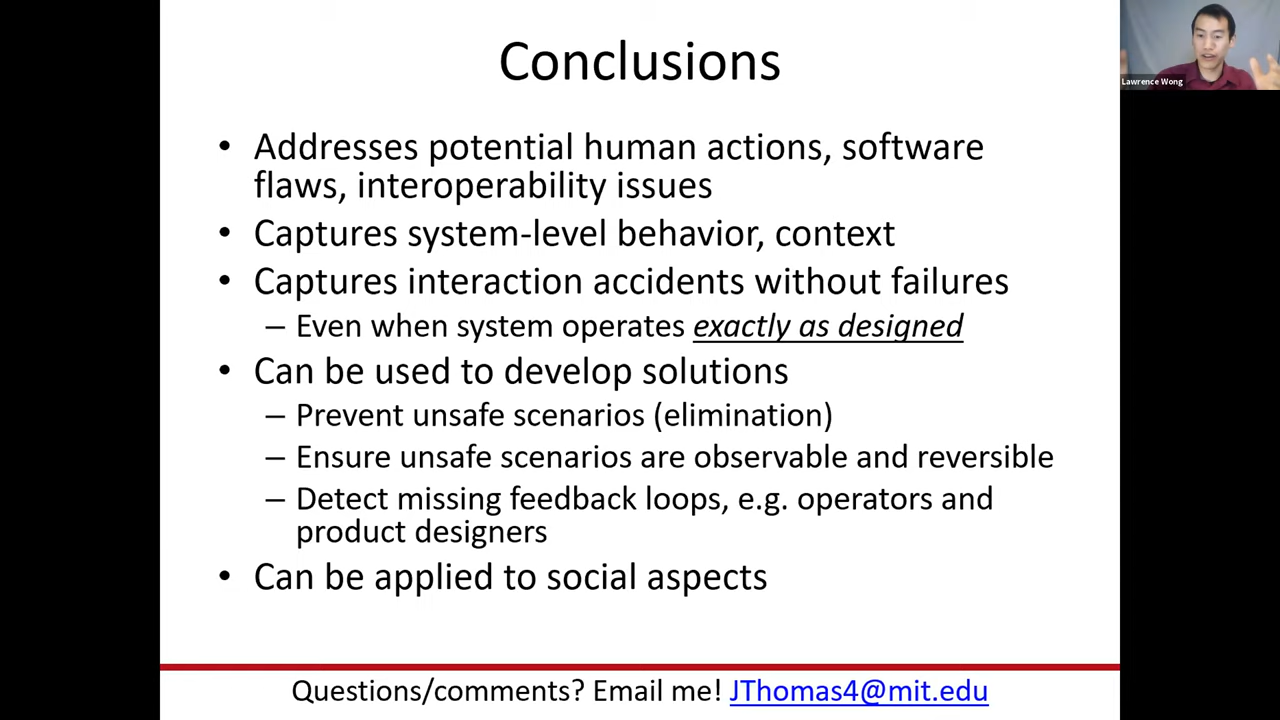 Conclusions
Lawrence Wong
• Addresses potential human actions, software
flaws, interoperability issues
• Captures system-level behavior, context
• Captures interaction accidents without failures
– Even when system operates exactly as designed
• Can be used to develop solutions
– Prevent unsafe scenarios (elimination)
– Ensure unsafe scenarios are observable and reversible
– Detect missing feedback loops, e.g. operators and
product designers
• Can be applied to social aspects
Questions/comments? Email me! JThomas4@mit.edu